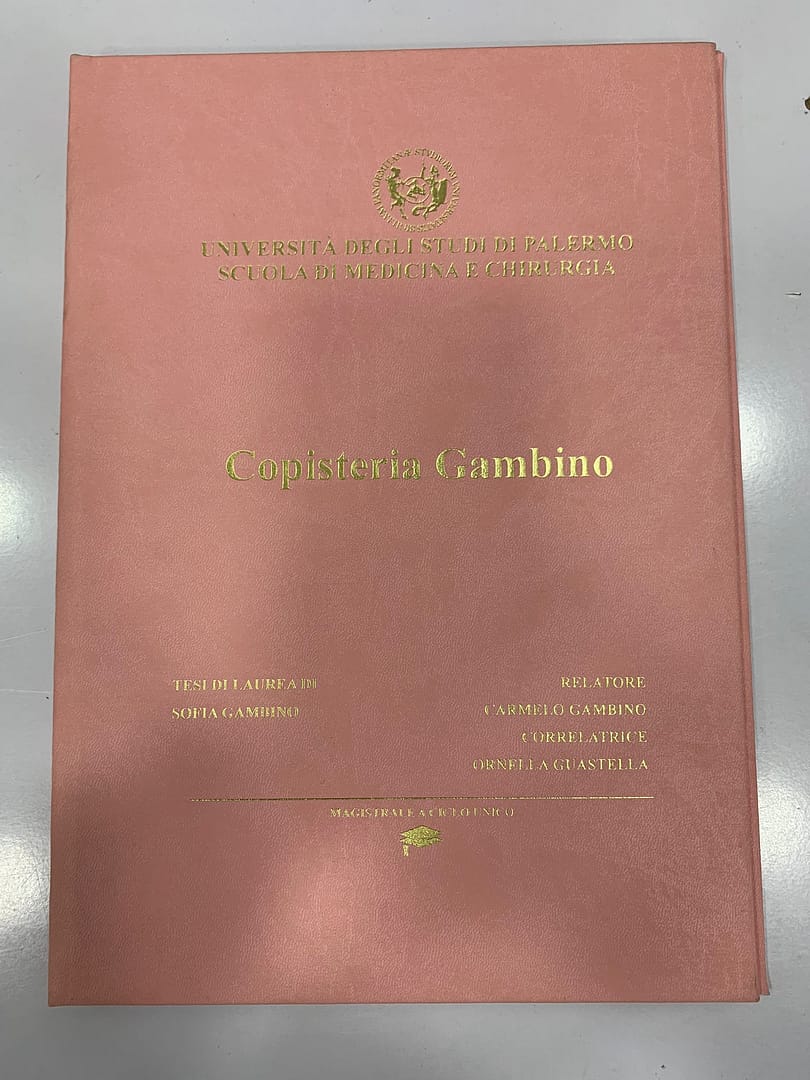 UNIVERSITÀ DEGLI STUDI DI PALERMO
SCUOLA DI MEDICINA E CHIRURGIA
Copisteria Gambino
TESI DI LAUREA DI
SOFIA GAMBINO
RELATORE
CARMELO GAMBINO
CORRELATRICE
ORNELLA GUASTELLA
MAGISTRALE A CICLO UNICO